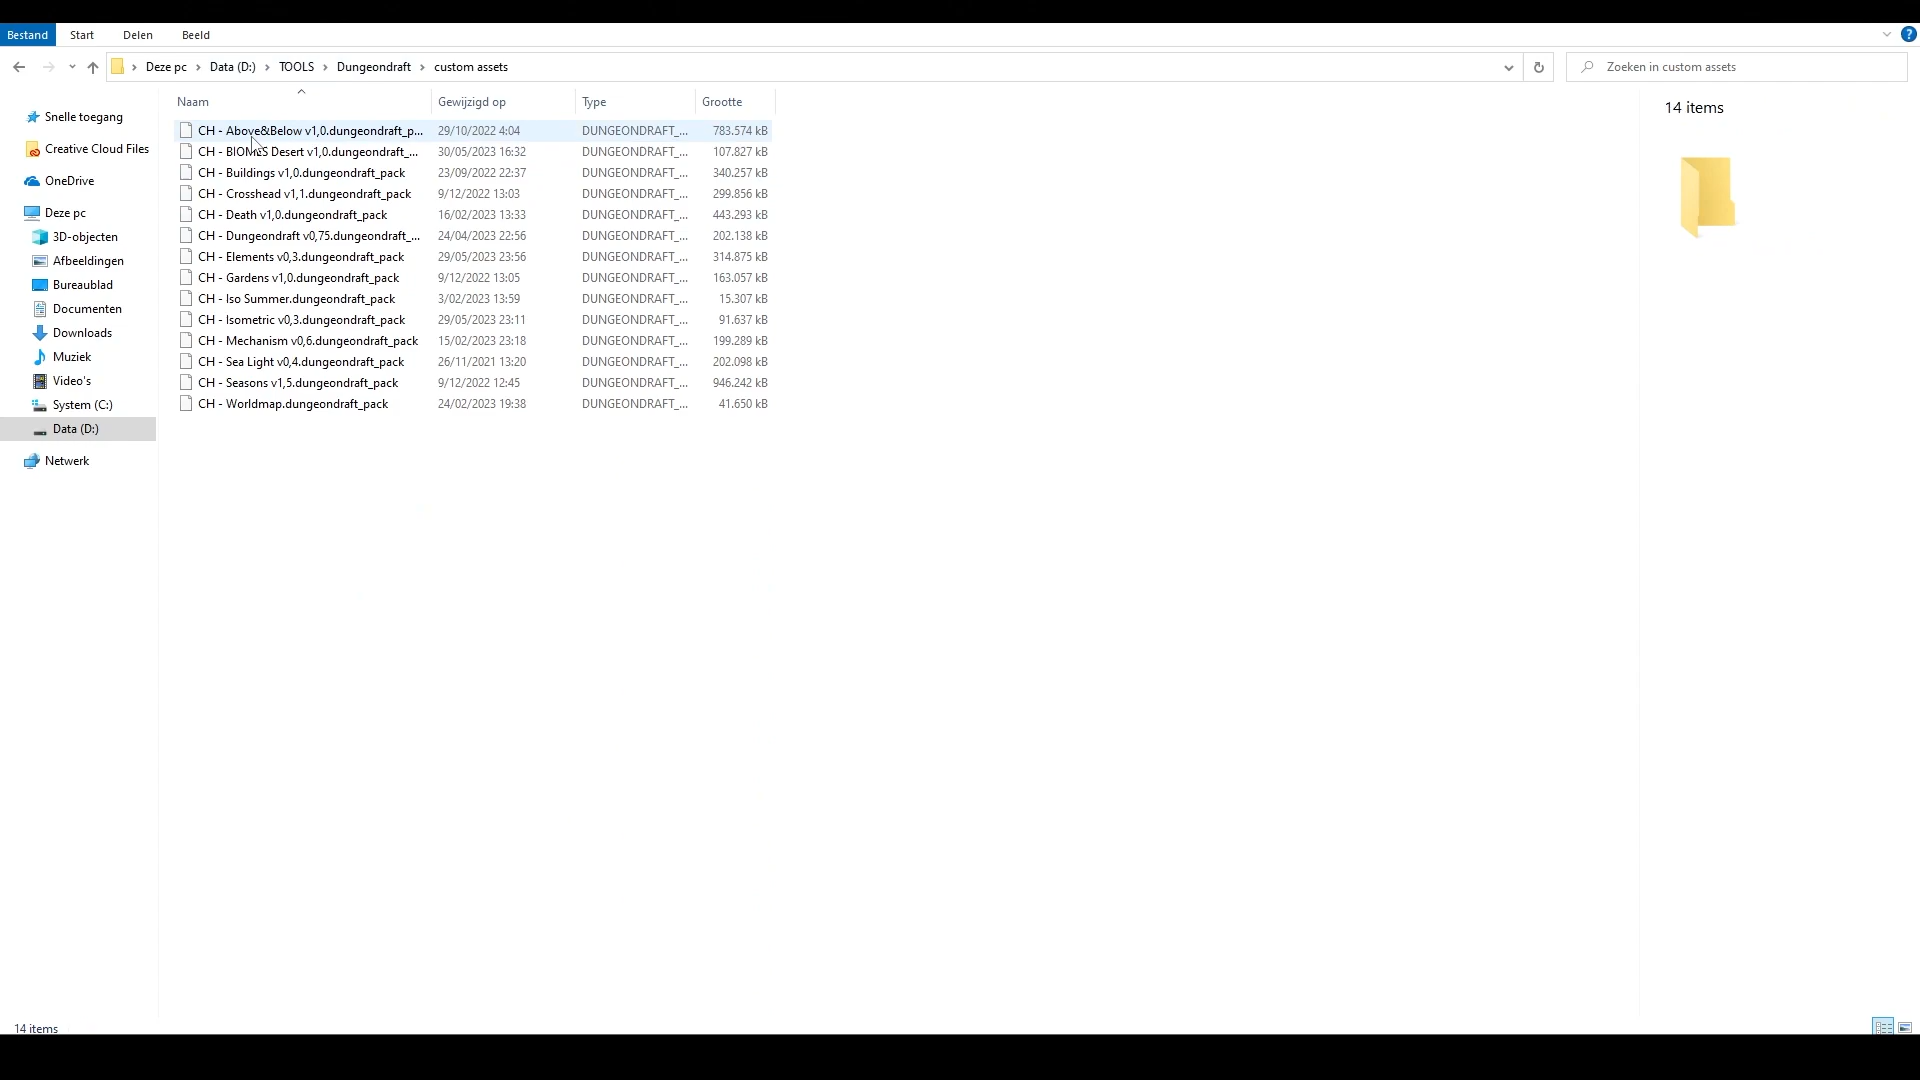 Bestand Start Delen Beeld
Deze pc Data (D:) TOOLS Dungeondraft custom assets
Zoeken in custom assets
Snelle toegang
Creative Cloud Files
OneDrive
Deze pc
3D-objecten
Afbeeldingen
Bureaublad
Documenten
Downloads
Muziek
Video's
System (C:)
Data (D:)
Netwerk
Naam Gewijzigd op Type Grootte
CH - Above&Below v1,0.dungeondraft_p... 29/10/2022 4:04 DUNGEONDRAFT_... 783.574 kB
CH - BIOMES Desert v1,0.dungeondraft_... 30/05/2023 16:32 DUNGEONDRAFT_... 107.827 kB
CH - Buildings v1,0.dungeondraft_pack 23/09/2022 22:37 DUNGEONDRAFT_... 340.257 kB
CH - Crosshead v1,1.dungeondraft_pack 9/12/2022 13:03 DUNGEONDRAFT_... 299.856 kB
CH - Death v1,0.dungeondraft_pack 16/02/2023 13:33 DUNGEONDRAFT_... 443.293 kB
CH - Dungeondraft v0,75.dungeondraft_... 24/04/2023 22:56 DUNGEONDRAFT_... 202.138 kB
CH - Elements v0,3.dungeondraft_pack 29/05/2023 23:56 DUNGEONDRAFT_... 314.875 kB
CH - Gardens v1,0.dungeondraft_pack 9/12/2022 13:05 DUNGEONDRAFT_... 163.057 kB
CH - Iso Summer.dungeondraft_pack 3/02/2023 13:59 DUNGEONDRAFT_... 15.307 kB
CH - Isometric v0,3.dungeondraft_pack 29/05/2023 23:11 DUNGEONDRAFT_... 91.637 kB
CH - Mechanism v0,6.dungeondraft_pack 15/02/2023 23:18 DUNGEONDRAFT_... 199.289 kB
CH - Sea Light v0,4.dungeondraft_pack 26/11/2021 13:20 DUNGEONDRAFT_... 202.098 kB
CH - Seasons v1,5.dungeondraft_pack 9/12/2022 12:45 DUNGEONDRAFT_... 946.242 kB
CH - Worldmap.dungeondraft_pack 24/02/2023 19:38 DUNGEONDRAFT_... 41.650 kB
14 items
14 items